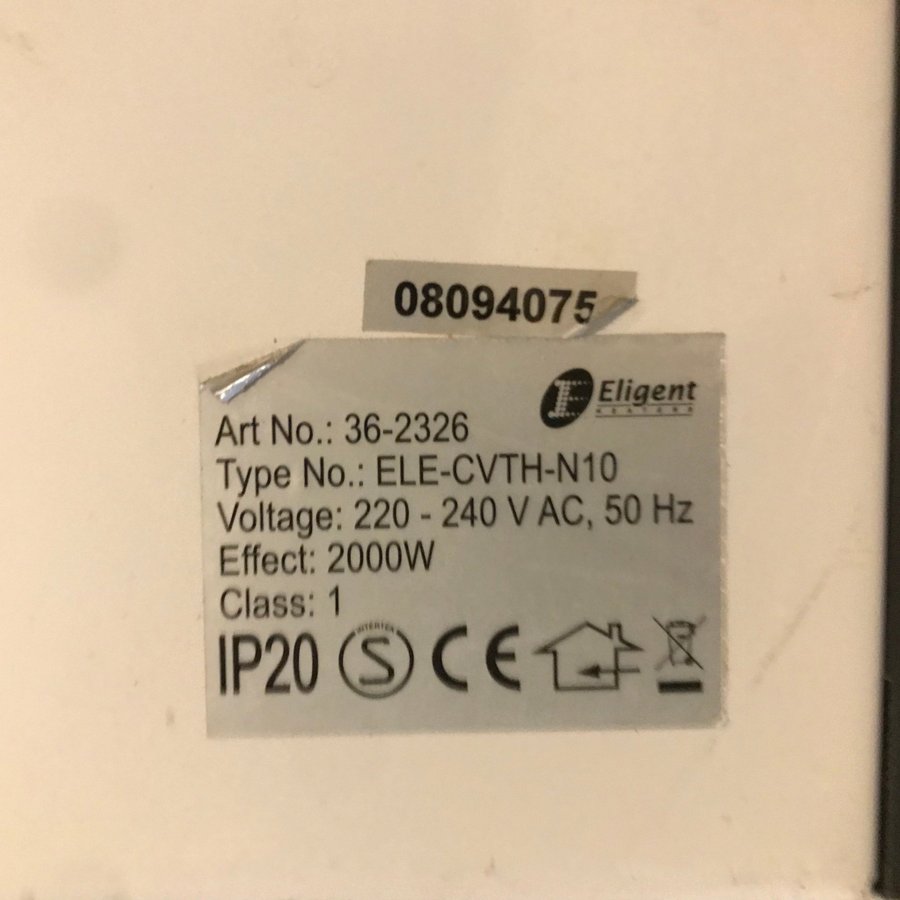 08094075
Eligent
HEATERS
Art No.: 36-2326
Type No.: ELE-CVTH-N10
Voltage: 220 - 240 V AC, 50 Hz
Effect: 2000W
Class: 1
INTERTEK
IP20 S CE